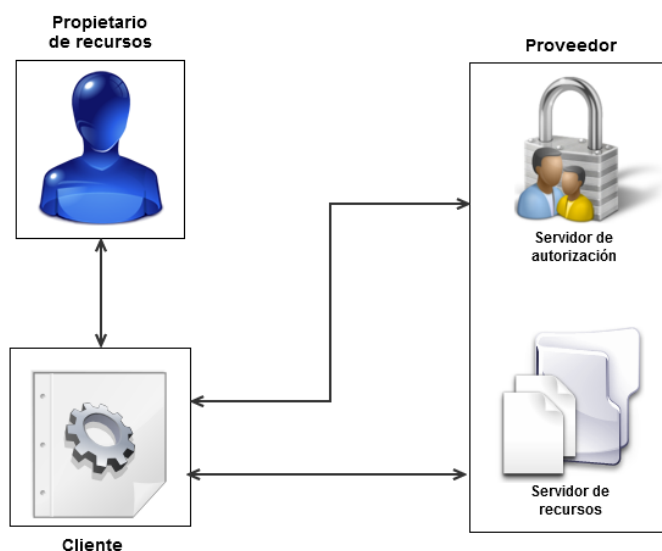 Propietario
de recursos
Proveedor
Servidor de
autorización
Servidor de
recursos
Cliente